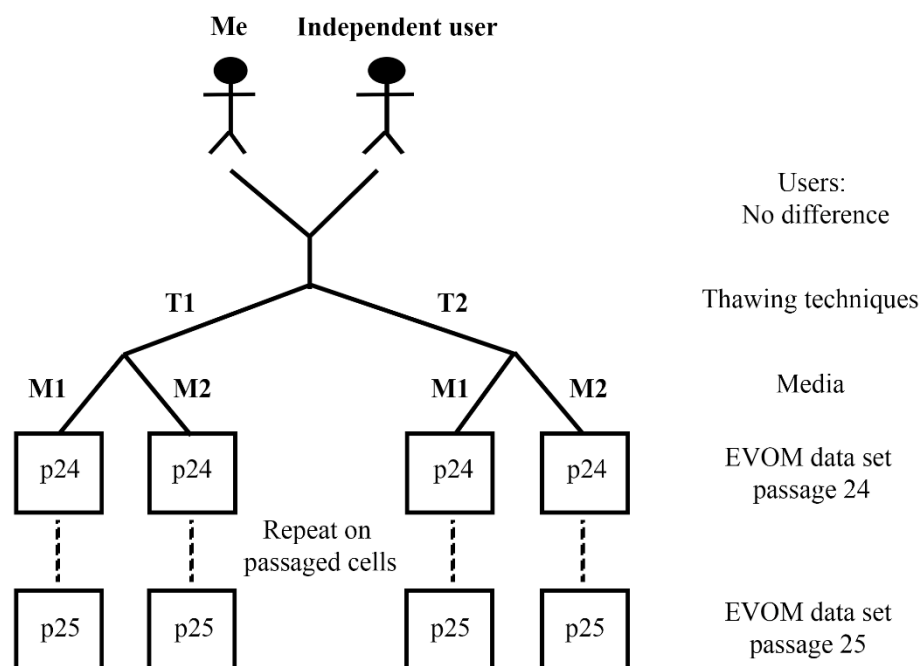 Me
Independent user
Users:
No difference
T1
T2
Thawing techniques
M1
M2
M1
M2
Media
p24
p24
p24
p24
EVOM data set
passage 24
Repeat on
passaged cells
p25
p25
p25
p25
EVOM data set
passage 25